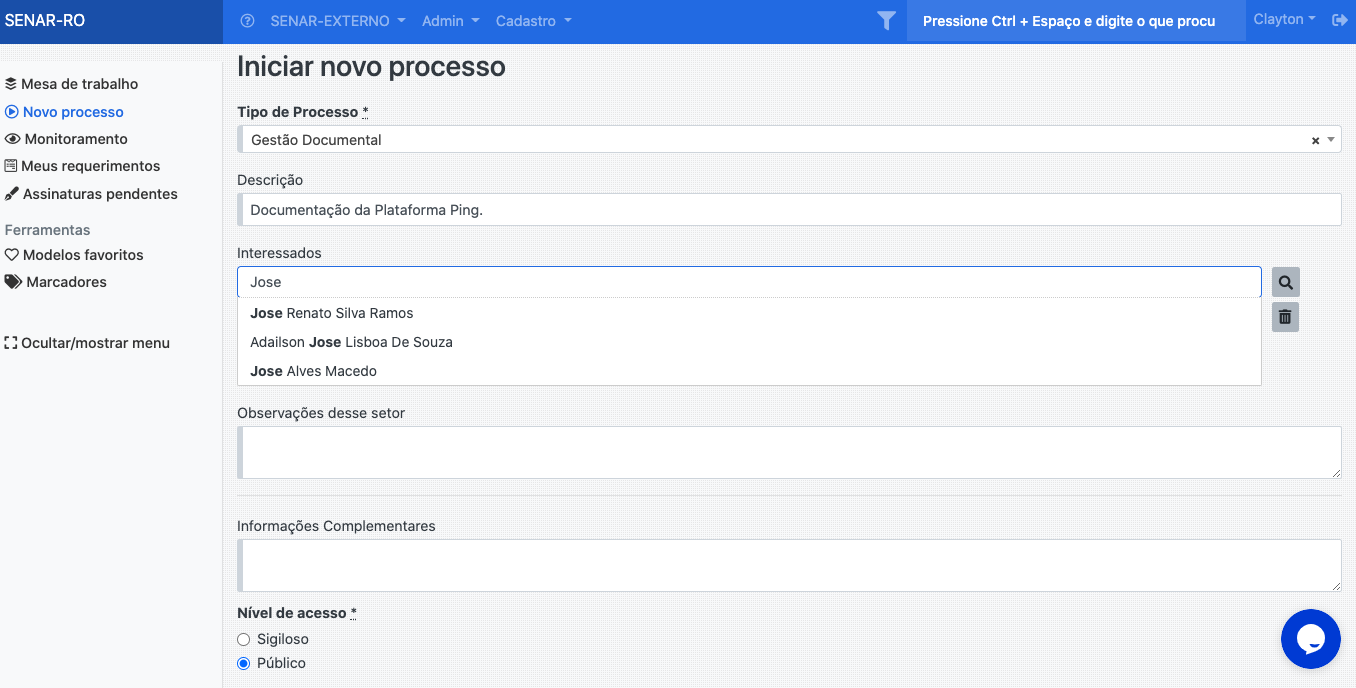 SENAR-RO
SENAR-EXTERNO
Admin
Cadastro
Pressione Ctrl + Espaço e digite o que procu
Clayton
Mesa de trabalho
Novo processo
Monitoramento
Meus requerimentos
Assinaturas pendentes
Ferramentas
Modelos favoritos
Marcadores
Ocultar/mostrar menu
Iniciar novo processo
Tipo de Processo *
Gestão Documental
Descrição
Documentação da Plataforma Ping.
Interessados
Jose
Jose Renato Silva Ramos
Adailson Jose Lisboa De Souza
Jose Alves Macedo
Observações desse setor
Informações Complementares
Nível de acesso *
Sigiloso
Público